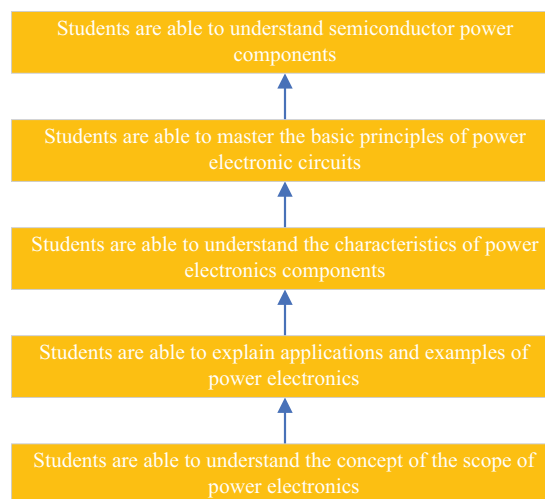 Students are able to understand semiconductor power
components
Students are able to master the basic principles of power
electronic circuits
Students are able to understand the characteristics of power
electronics components
Students are able to explain applications and examples of
power electronics
Students are able to understand the concept of the scope of
power electronics